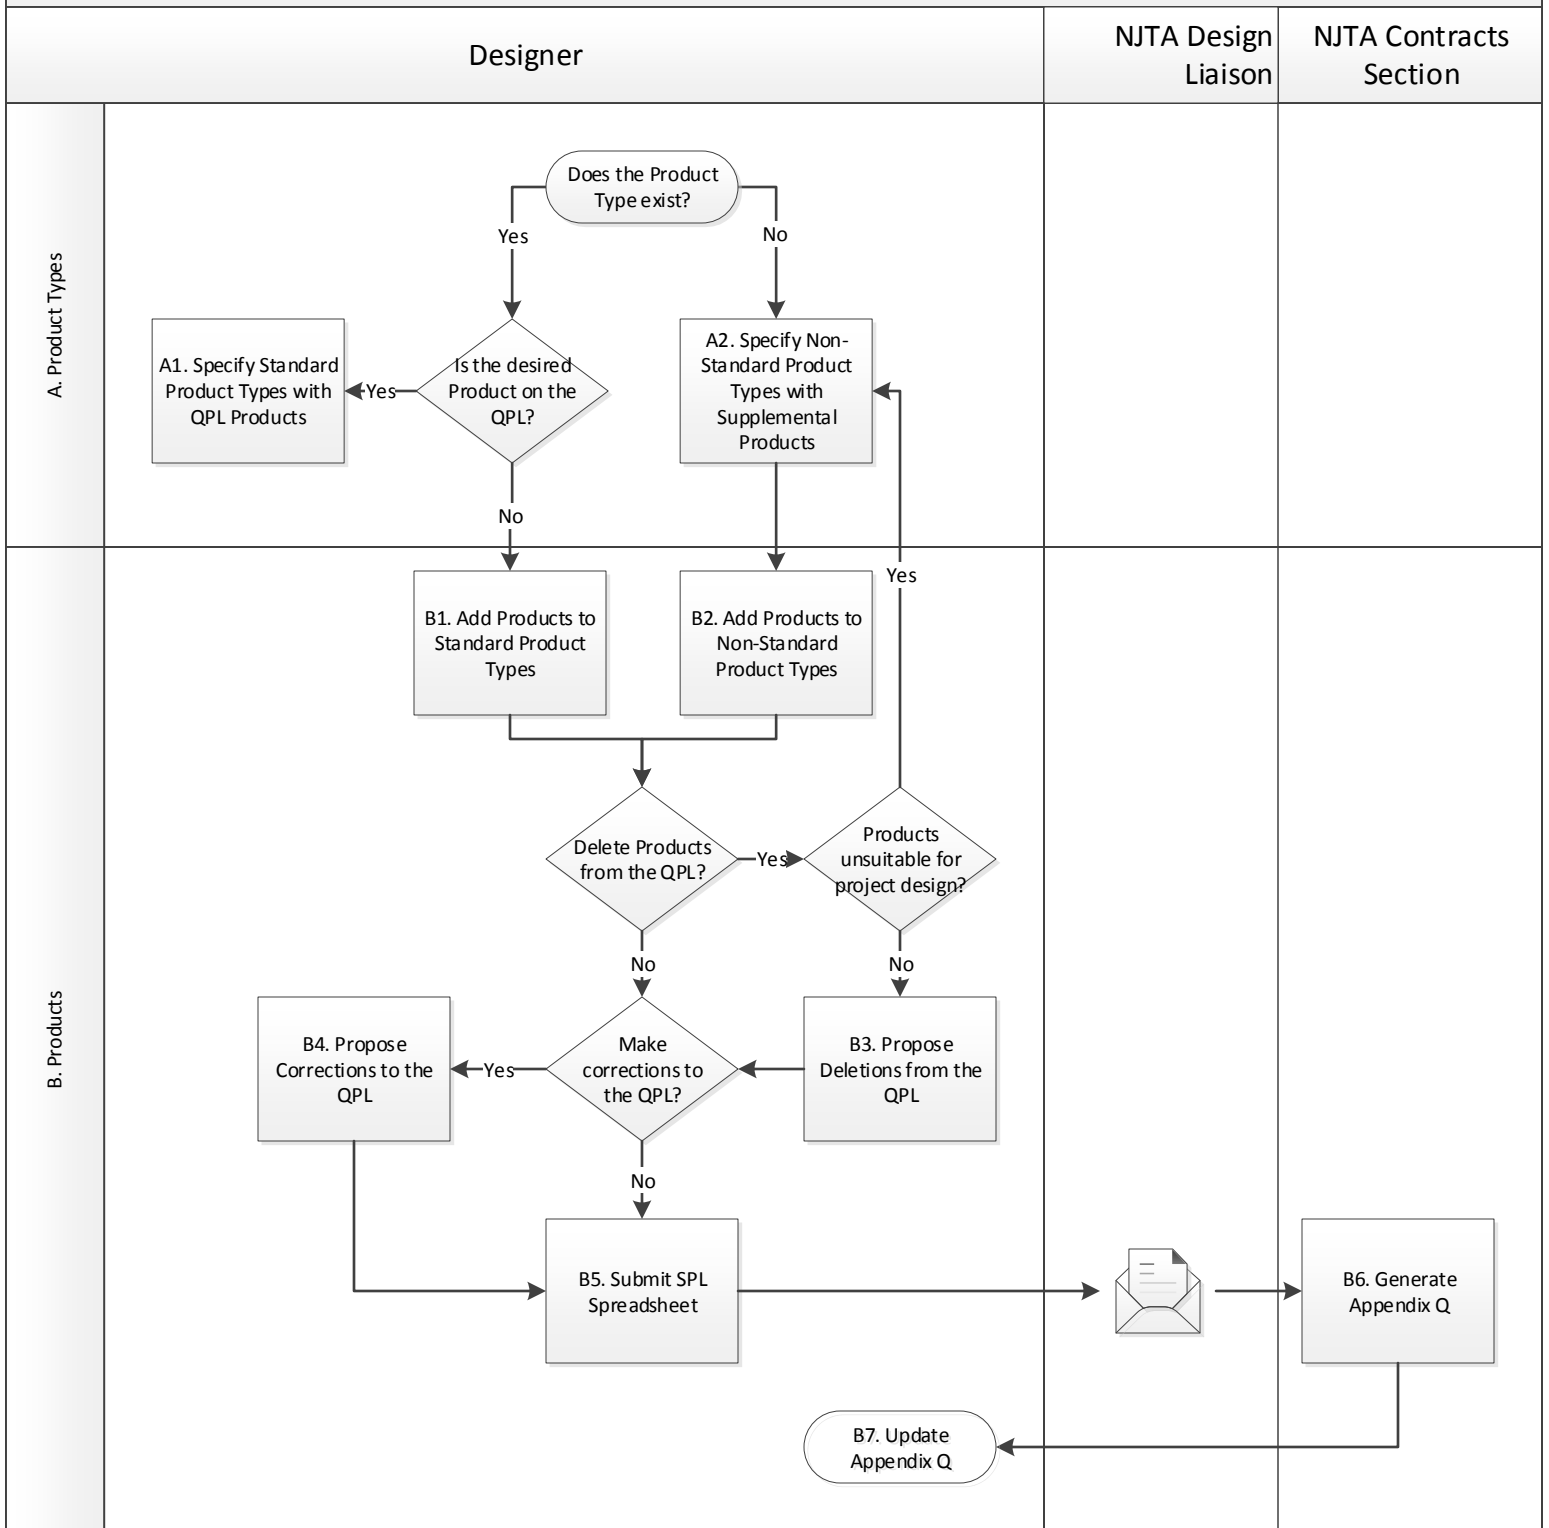 Designer
NJTA Design
Liaison
NJTA Contracts
Section
A. Product Types
Does the Product
Type exist?
Yes
No
A1. Specify Standard
Product Types with
QPL Products
Yes
Is the desired
Product on the
QPL?
A2. Specify Non-
Standard Product
Types with
Supplemental
Products
No
B. Products
Yes
B1. Add Products to
Standard Product
Types
B2. Add Products to
Non-Standard
Product Types
Delete Products
from the QPL?
Yes
Products
unsuitable for
project design?
No
No
B4. Propose
Corrections to the
QPL
Yes
Make
corrections to
the QPL?
B3. Propose
Deletions from the
QPL
No
B5. Submit SPL
Spreadsheet
B6. Generate
Appendix Q
B7. Update
Appendix Q